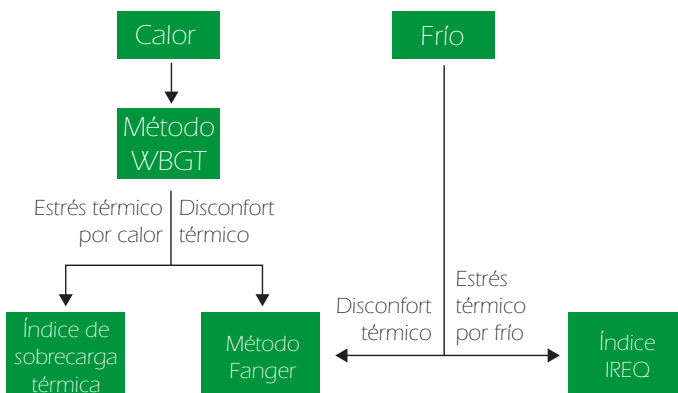 Calor
Frío
Método
WBGT
Estrés térmico
por calor
Disconfort
térmico
Disconfort
térmico
Estrés
térmico
por frío
Índice de
sobrecarga
térmica
Método
Fanger
Índice
IREQ